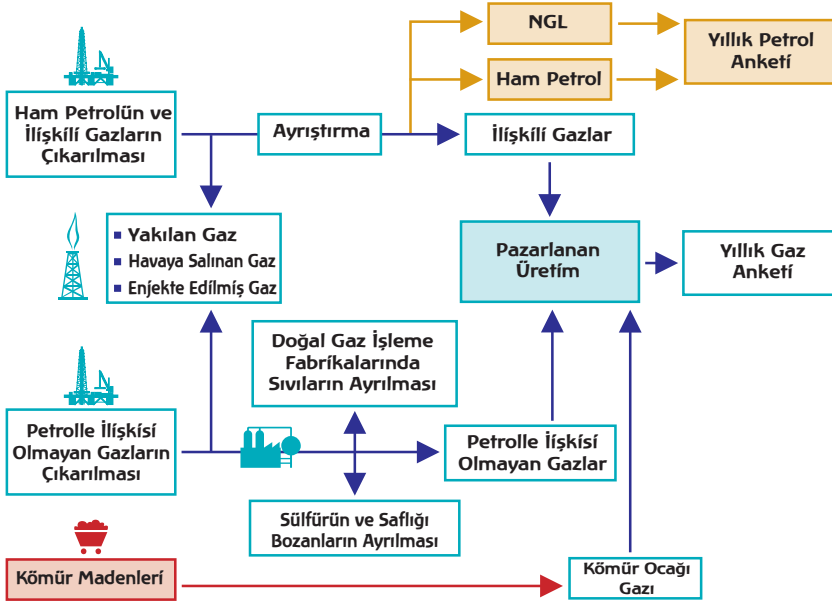 NGL
Yıllık Petrol
Anketi
Ham Petrol
Ham Petrolün ve
İlişkili Gazların
Çıkarılması
Ayrıştırma
İlişkili Gazlar
Yakılan Gaz
Havaya Salınan Gaz
Enjekte Edilmiş Gaz
Pazarlanan
Üretim
Yıllık Gaz
Anketi
Doğal Gaz İşleme
Fabrikalarında
Sıvıların Ayrılması
Petrolle İlişkisi
Olmayan Gazların
Çıkarılması
Petrolle İlişkisi
Olmayan Gazlar
Sülfürün ve Saflığı
Bozanların Ayrılması
Kömür Madenleri
Kömür Ocağı
Gazı